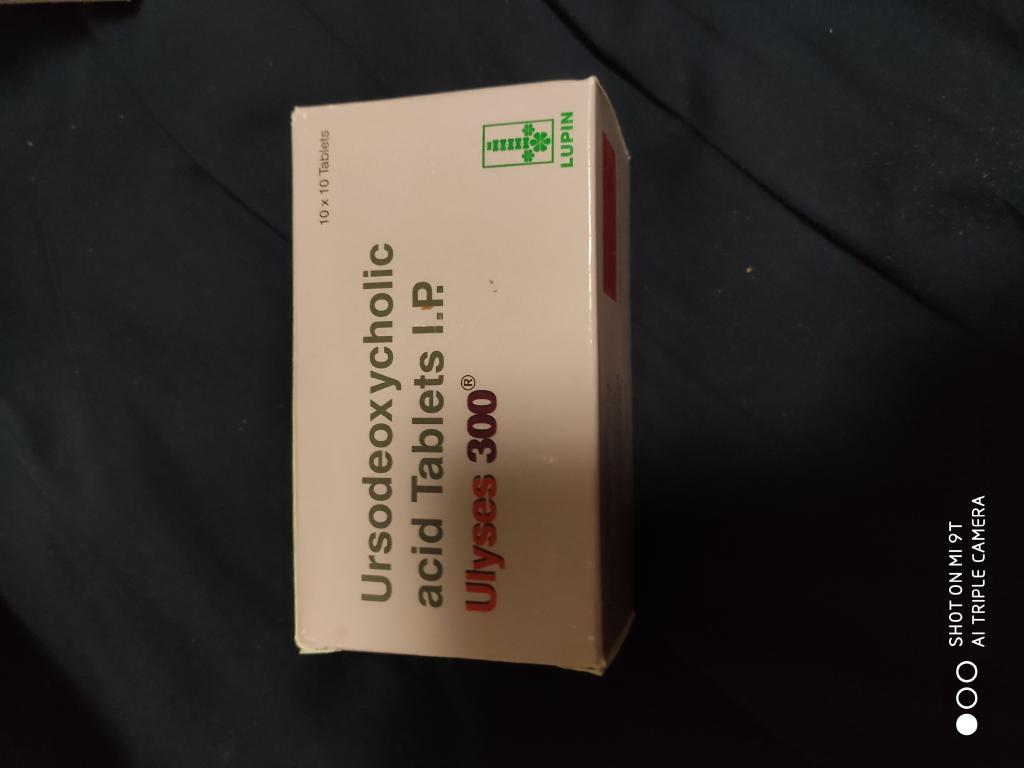 10 x 10 Tablets
Ursodeoxycholic
acid Tablets I.P.
Ulyses 300®
LUPIN
SHOT ON MI 9T
AI TRIPLE CAMERA